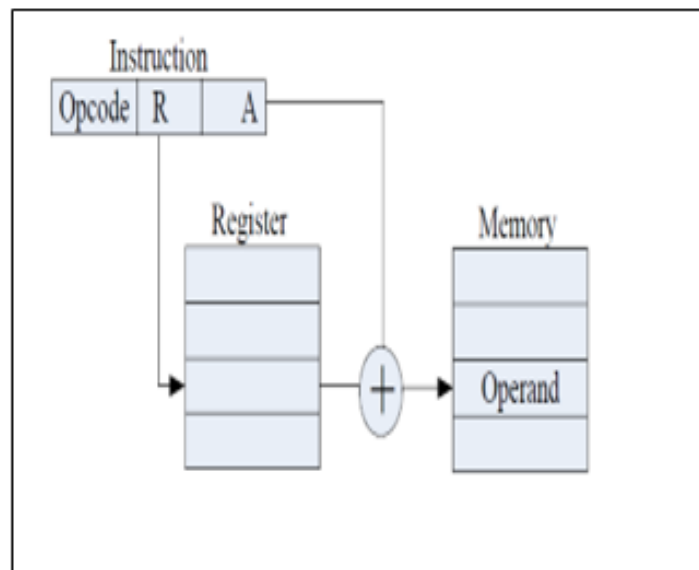 Instruction
Opcode R A
Register
Memory
+
Operand